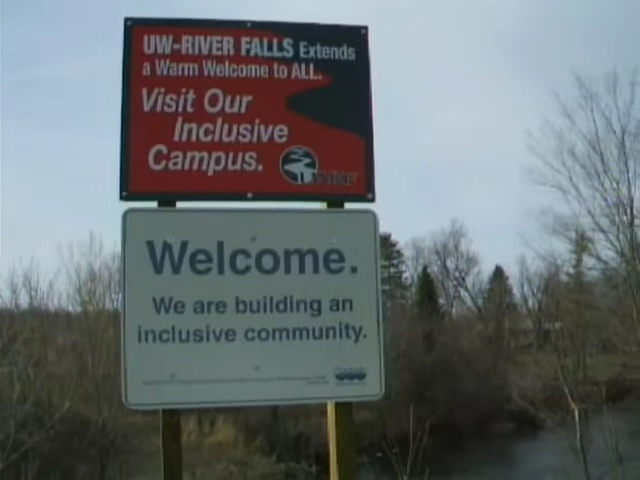 UW-RIVER FALLS Extends
a Warm Welcome to ALL.
Visit Our
Inclusive
Campus.
UWRF
Welcome.
We are building an
inclusive community.